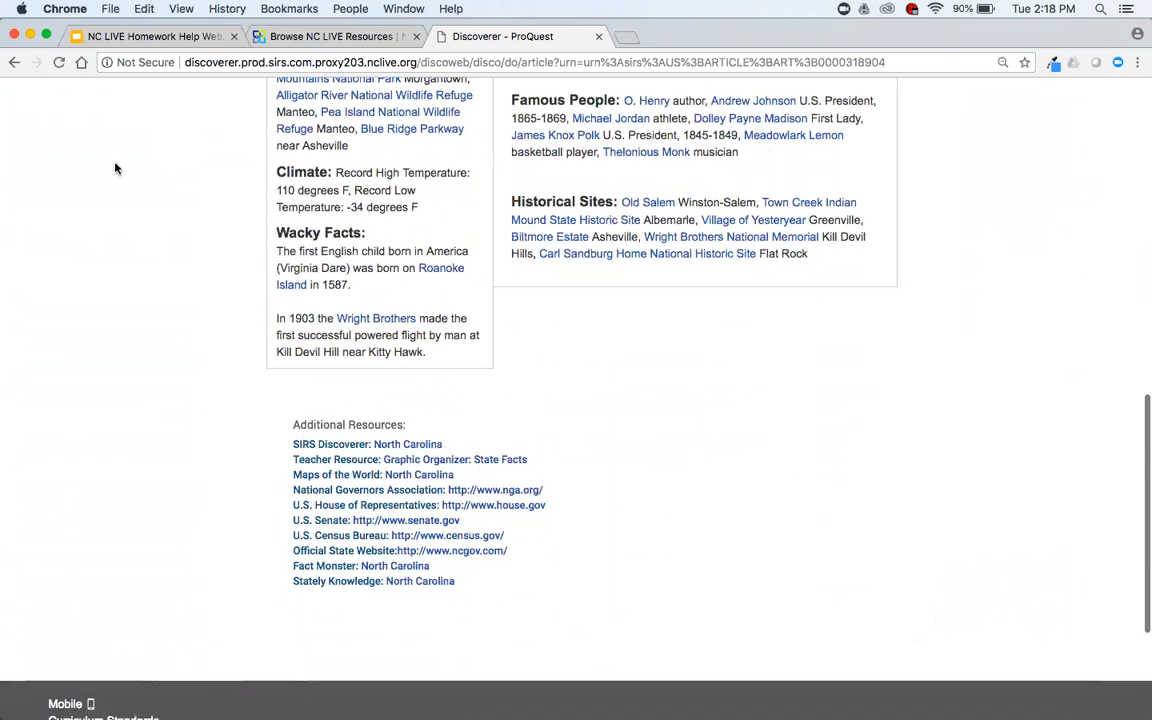 Chrome File Edit View History Bookmarks People Window Help 90% Tue 2:18 PM
NC LIVE Homework Help Web
Browse NC LIVE Resources | N
Discoverer - ProQuest
Not Secure discoverer.prod.sirs.com.proxy203.nclive.org/discoweb/disco/do/article?urn=urn%3Asirs%3AUS%3BARTICLE%3BART%3B0000318904
Mountains National Park Morgantown,
Alligator River National Wildlife Refuge
Manteo, Pea Island National Wildlife
Refuge Manteo, Blue Ridge Parkway
near Asheville
Climate: Record High Temperature:
110 degrees F, Record Low
Temperature: -34 degrees F
Wacky Facts:
The first English child born in America
(Virginia Dare) was born on Roanoke
Island in 1587.
In 1903 the Wright Brothers made the
first successful powered flight by man at
Kill Devil Hill near Kitty Hawk.
Famous People: O. Henry author, Andrew Johnson U.S. President,
1865-1869, Michael Jordan athlete, Dolley Payne Madison First Lady,
James Knox Polk U.S. President, 1845-1849, Meadowlark Lemon
basketball player, Thelonious Monk musician
Historical Sites: Old Salem Winston-Salem, Town Creek Indian
Mound State Historic Site Albemarle, Village of Yesteryear Greenville,
Biltmore Estate Asheville, Wright Brothers National Memorial Kill Devil
Hills, Carl Sandburg Home National Historic Site Flat Rock
Additional Resources:
SIRS Discoverer: North Carolina
Teacher Resource: Graphic Organizer: State Facts
Maps of the World: North Carolina
National Governors Association: http://www.nga.org/
U.S. House of Representatives: http://www.house.gov
U.S. Senate: http://www.senate.gov
U.S. Census Bureau: http://www.census.gov/
Official State Website:http://www.ncgov.com/
Fact Monster: North Carolina
Stately Knowledge: North Carolina
Mobile
Curriculum Standards